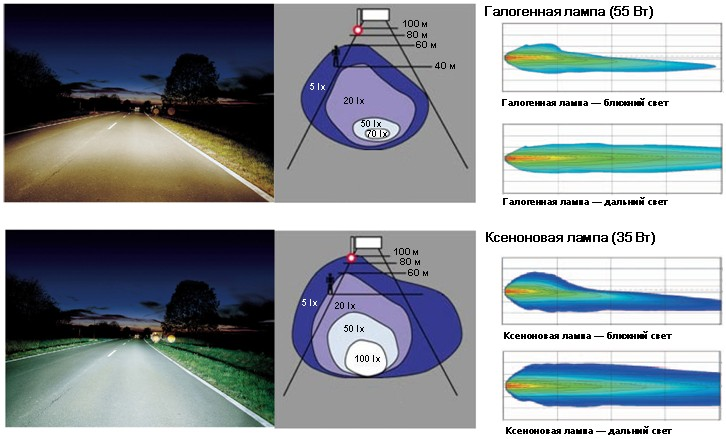 Галогенная лампа (55 Вт)
100 м
80 м
60 м
40 м
5 lx
20 lx
50 lx
70 lx
Галогенная лампа — ближний свет
Галогенная лампа — дальний свет
Ксеноновая лампа (35 Вт)
100 м
80 м
60 м
5 lx
20 lx
50 lx
100 lx
Ксеноновая лампа — ближний свет
Ксеноновая лампа — дальний свет